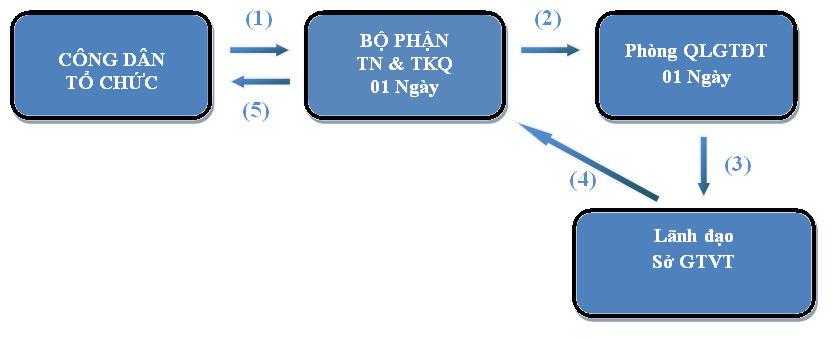 CÔNG DÂN
TỔ CHỨC
(1)
(5)
BỘ PHẬN
TN & TKQ
01 Ngày
(2)
Phòng QLGTĐT
01 Ngày
(3)
(4)
Lãnh đạo
Sở GTVT